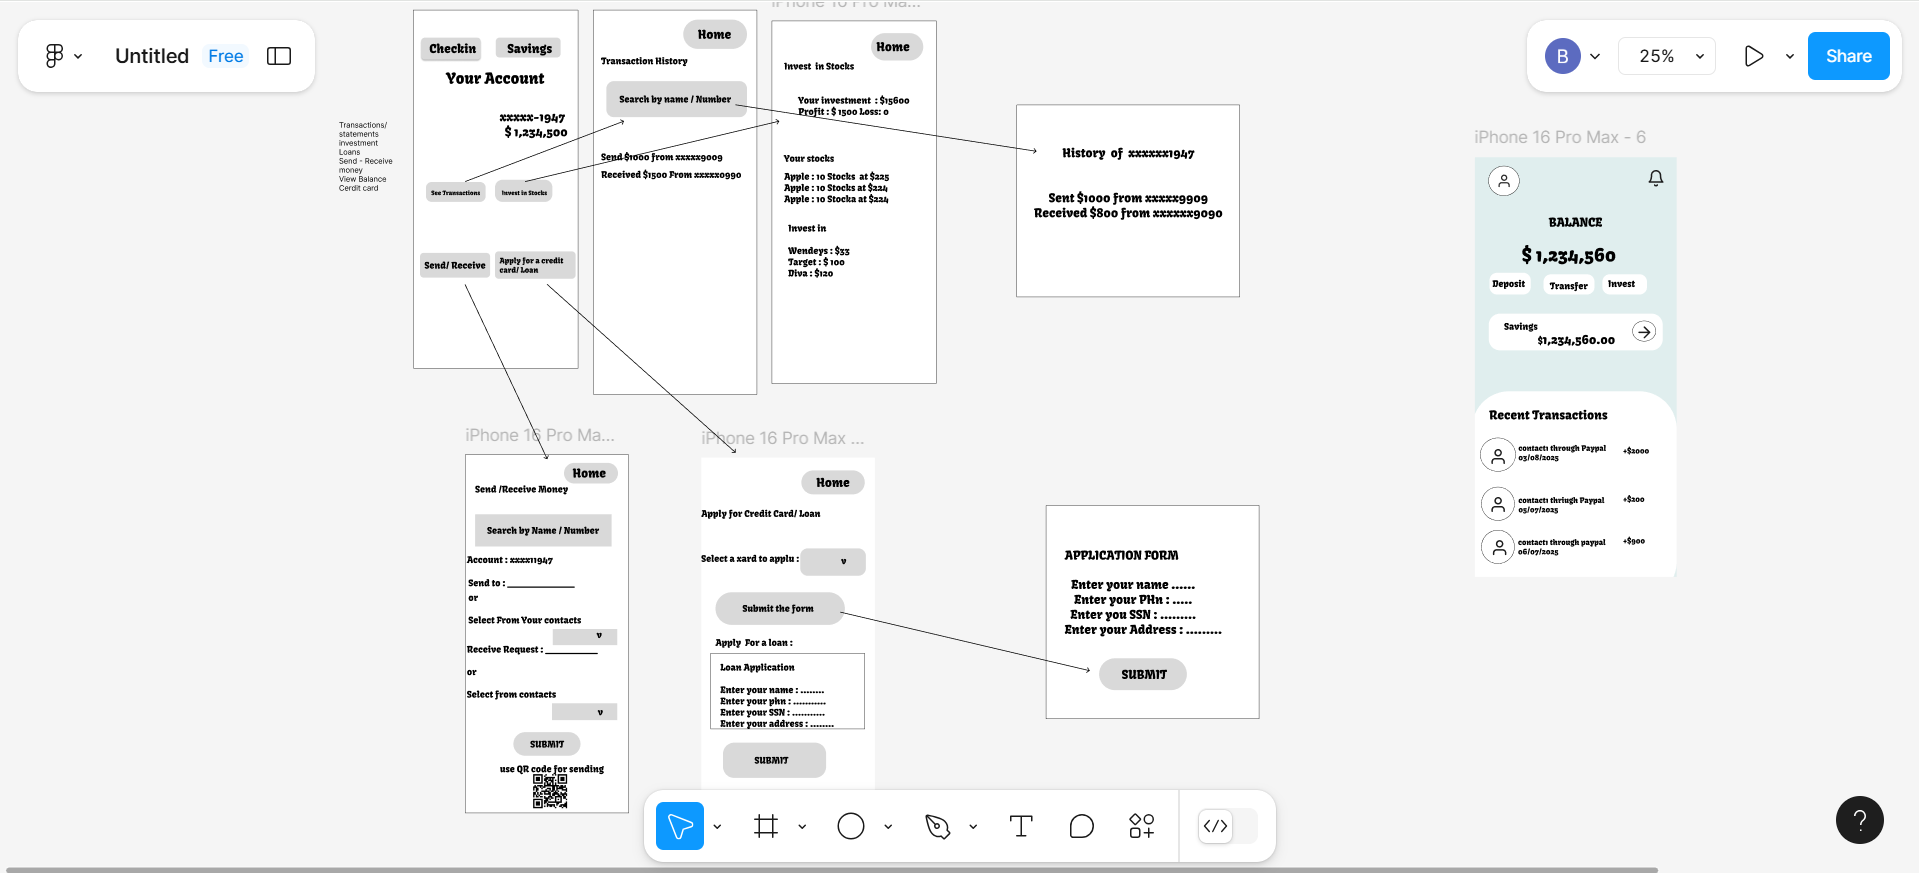 Untitled
Free
B
25%
Share
Transactions/
statements
investment
Loans
Send - Receive
money
View Balance
Cerdit card
Checkin
Savings
Your Account
xxxxx-1947
$ 1,234,500
See Transactions
Invest in Stocks
Send/ Receive
Apply for a credit
card/ Loan
Home
Transaction History
Search by name / Number
Send $1000 from xxxxx9009
Received $1500 From xxxxx0990
iPhone 16 Pro Ma...
Home
Invest in Stocks
Your investment : $15600
Profit : $ 1500 Loss: 0
Your stocks
Apple : 10 Stocks at $225
Apple : 10 Stocks at $224
Apple : 10 Stocka at $224
Invest in
Wendeys : $33
Target : $ 100
Diva : $120
History of xxxxxx1947
Sent $1000 from xxxxx9909
Received $800 from xxxxxx9090
iPhone 16 Pro Max - 6
BALANCE
$ 1,234,560
Deposit
Transfer
Invest
Savings
$1,234,560.00
Recent Transactions
contact1 through Paypal
03/08/2025
+$2000
contact1 thriugh Paypal
05/07/2025
+$200
contact1 through paypal
06/07/2025
+$900
iPhone 16 Pro Ma...
Home
Send /Receive Money
Search by Name / Number
Account : xxxx11947
Send to : ______________
or
Select From Your contacts
v
Receive Request : ___________
or
Select from contacts
v
SUBMIT
use QR code for sending
iPhone 16 Pro Max ...
Home
Apply for Credit Card/ Loan
Select a xard to applu :
v
Submit the form
Apply For a loan :
Loan Application
Enter your name : ........
Enter your phn : ...........
Enter your SSN : ...........
Enter your address : ........
SUBMIT
APPLICATION FORM
Enter your name ......
Enter your PHn : .....
Enter you SSN : .........
Enter your Address : .........
SUBMIT